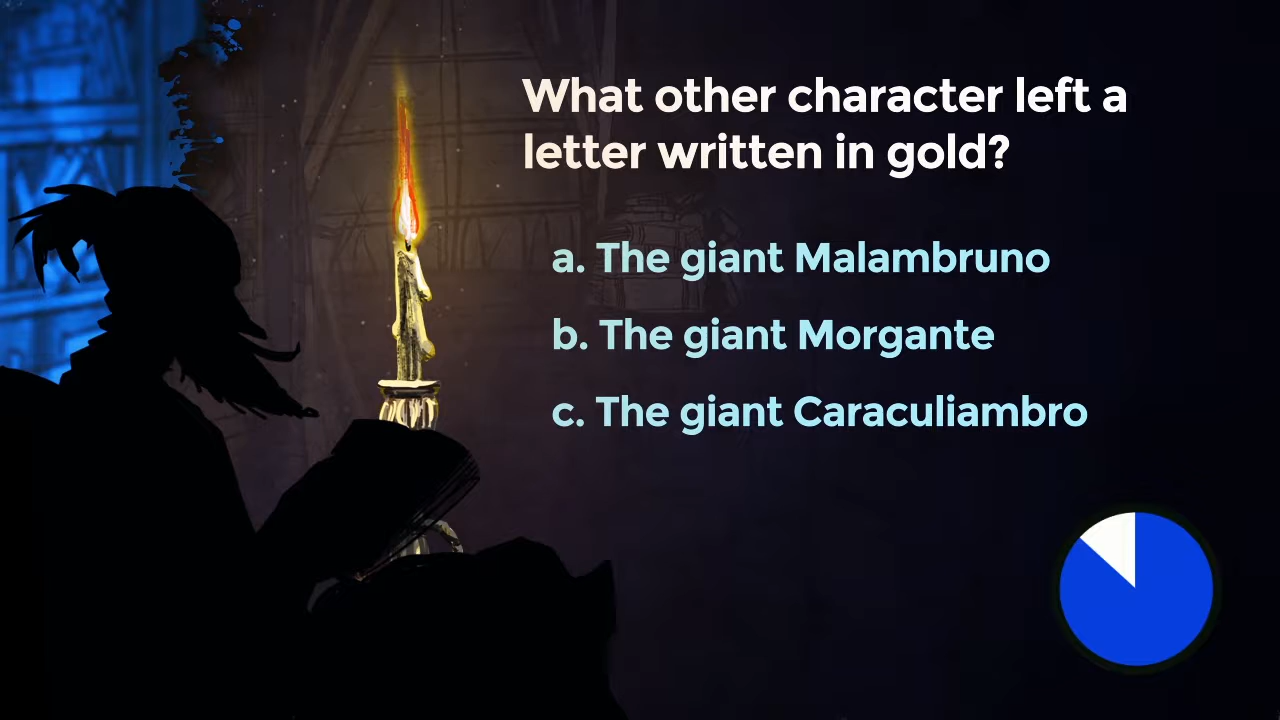 What other character left a
letter written in gold?
a. The giant Malambruno
b. The giant Morgante
c. The giant Caraculiambro